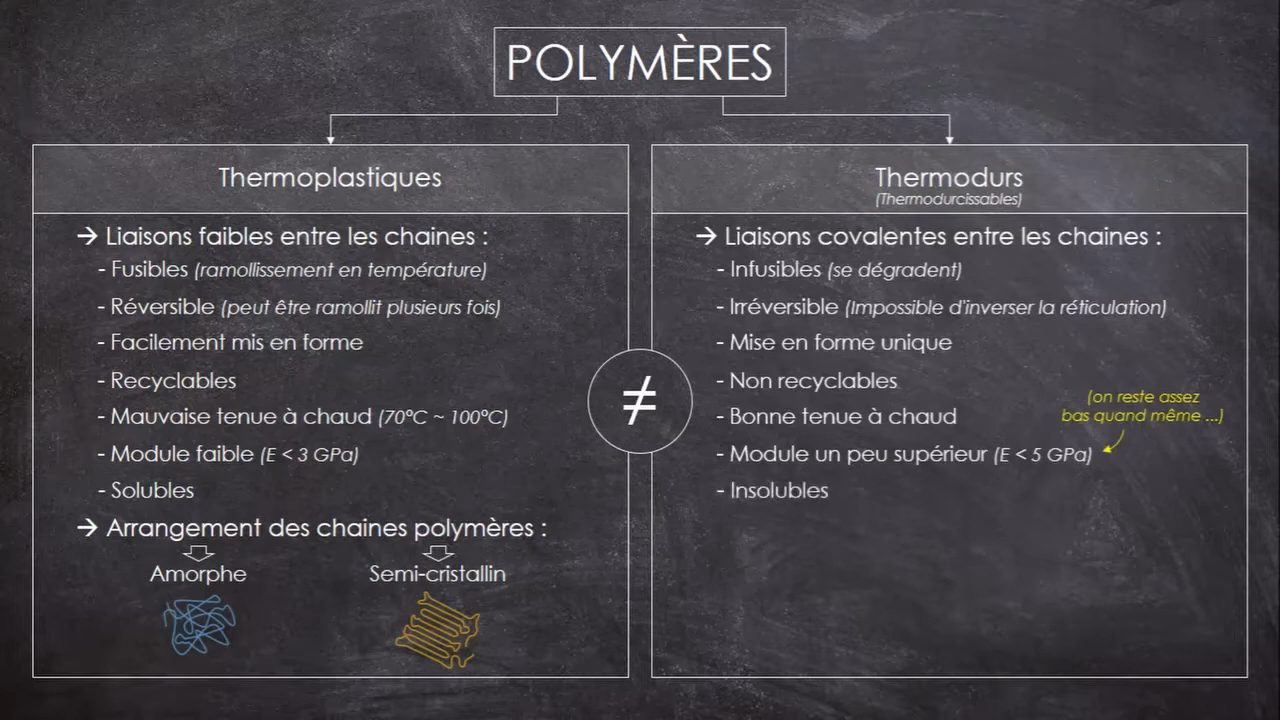 POLYMÈRES
Thermoplastiques
→ Liaisons faibles entre les chaines :
- Fusibles (ramollissement en température)
- Réversible (peut être ramollit plusieurs fois)
- Facilement mis en forme
- Recyclables
- Mauvaise tenue à chaud (70°C ~ 100°C)
- Module faible (E < 3 GPa)
- Solubles
→ Arrangement des chaines polymères :
Amorphe
Semi-cristallin
≠
Thermodurs
(Thermodurcissables)
→ Liaisons covalentes entre les chaines :
- Infusibles (se dégradent)
- Irréversible (Impossible d'inverser la réticulation)
- Mise en forme unique
- Non recyclables
- Bonne tenue à chaud
- Module un peu supérieur (E < 5 GPa)
(on reste assez
bas quand même ...)
- Insolubles